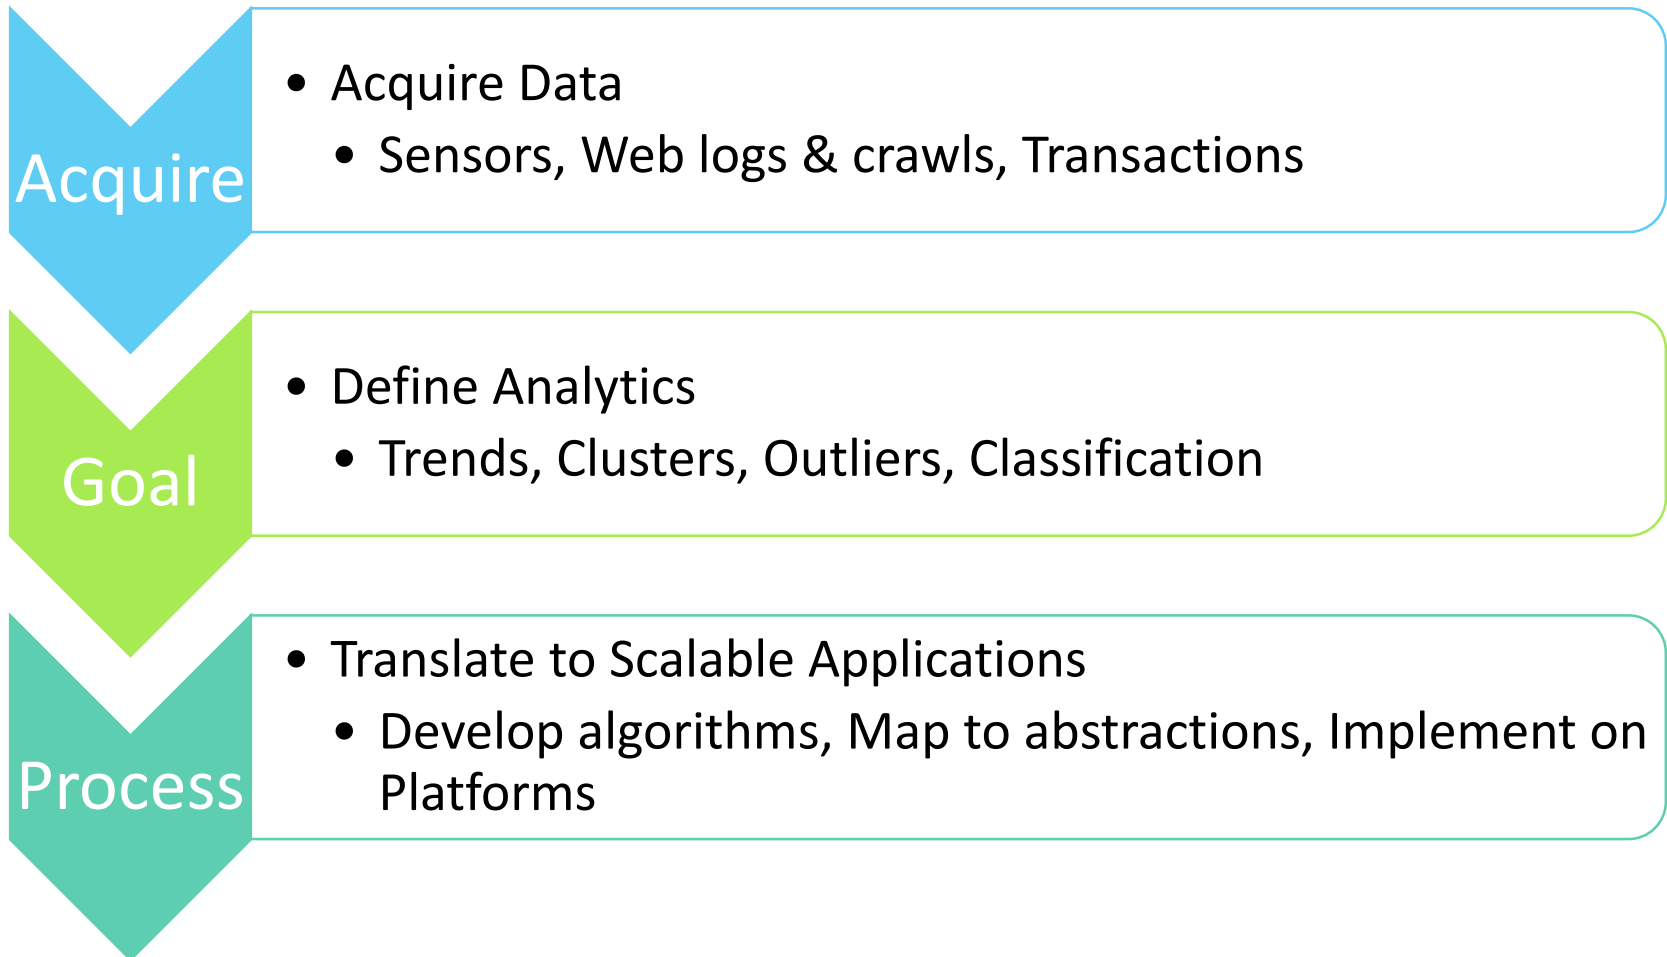 Acquire
• Acquire Data
• Sensors, Web logs & crawls, Transactions
Goal
• Define Analytics
• Trends, Clusters, Outliers, Classification
Process
• Translate to Scalable Applications
• Develop algorithms, Map to abstractions, Implement on
Platforms